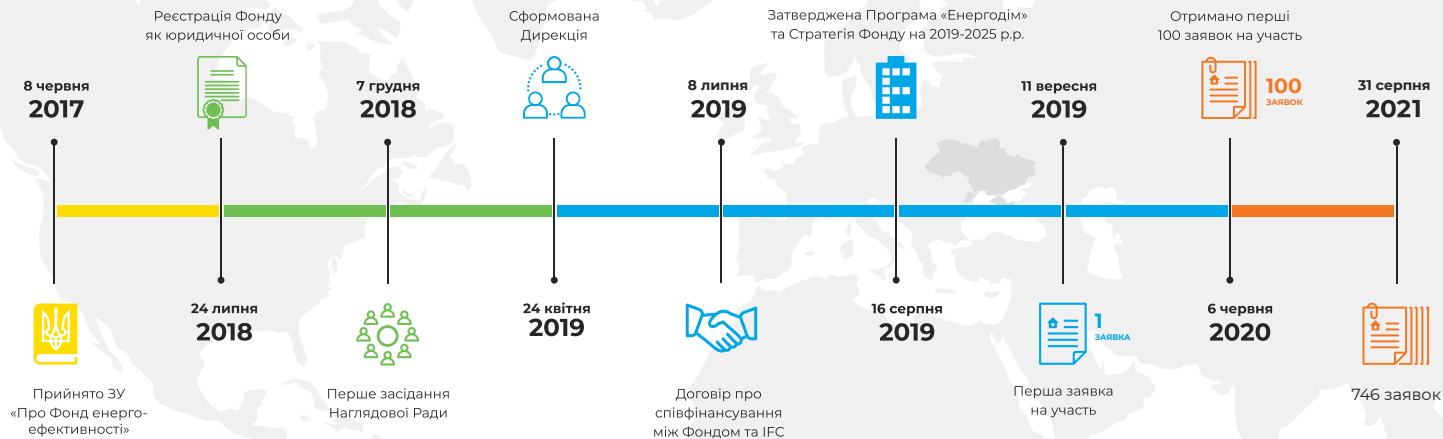 Реєстрація Фонду
як юридичної особи
Сформована
Дирекція
Затверджена Програма «Енергодім»
та Стратегія Фонду на 2019-2025 р.р.
Отримано перші
100 заявок на участь
8 червня
2017
7 грудня
2018
8 липня
2019
11 вересня
2019
100
ЗАЯВОК
31 серпня
2021
24 липня
2018
24 квітня
2019
16 серпня
2019
1
ЗАЯВКА
6 червня
2020
Прийнято ЗУ
«Про Фонд енерго-
ефективності»
Перше засідання
Наглядової Ради
Договір про
співфінансування
між Фондом та IFC
Перша заявка
на участь
746 заявок